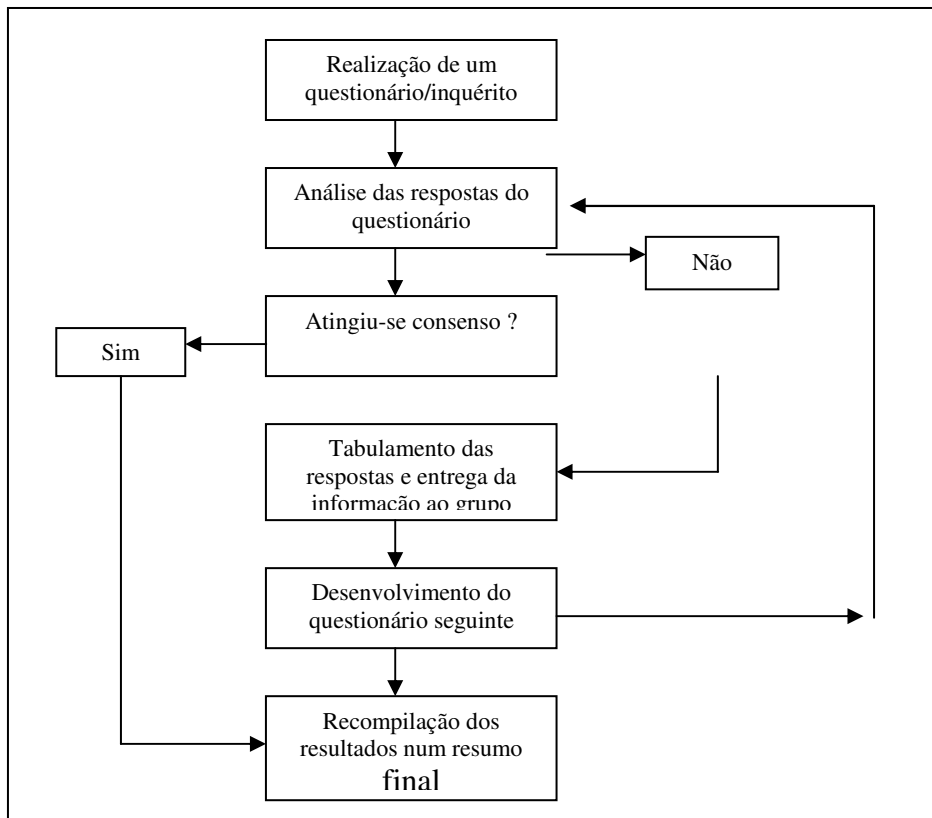 Realização de um
questionário/inquérito
Análise das respostas do
questionário
Não
Atingiu-se consenso ?
Sim
Tabulamento das
respostas e entrega da
informação ao grupo
Desenvolvimento do
questionário seguinte
Recompilação dos
resultados num resumo
final